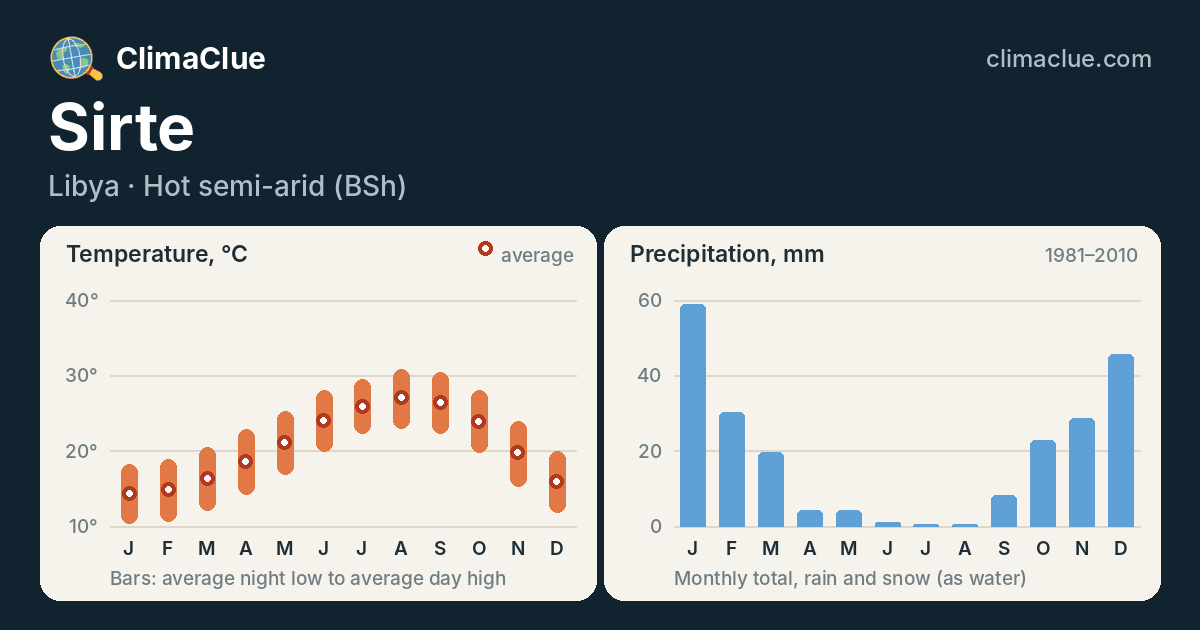 ClimaClue
climaclue.com
Sirte
Libya · Hot semi-arid (BSh)
Temperature, °C
average
40°
30°
20°
10°
J F M A M J J A S O N D
Bars: average night low to average day high
Precipitation, mm
1981–2010
60
40
20
0
J F M A M J J A S O N D
Monthly total, rain and snow (as water)